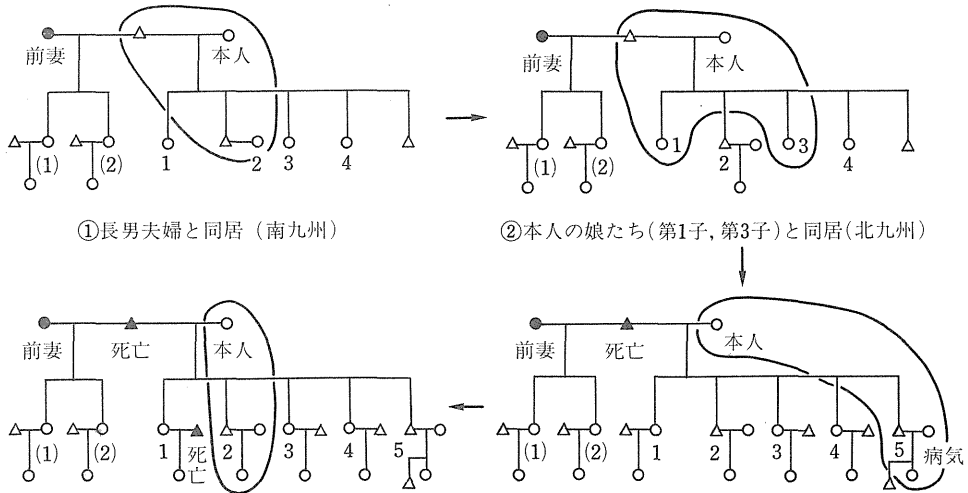 前妻 本人
(1) (2) 1 2 3 4
①長男夫婦と同居（南九州）
前妻 本人
(1) (2) 1 2 3 4
②本人の娘たち(第1子, 第3子)と同居(北九州)
前妻 死亡 本人
(1) (2) 1 2 3 4 5 病気
前妻 死亡 本人
(1) (2) 1 死亡 2 3 4 5